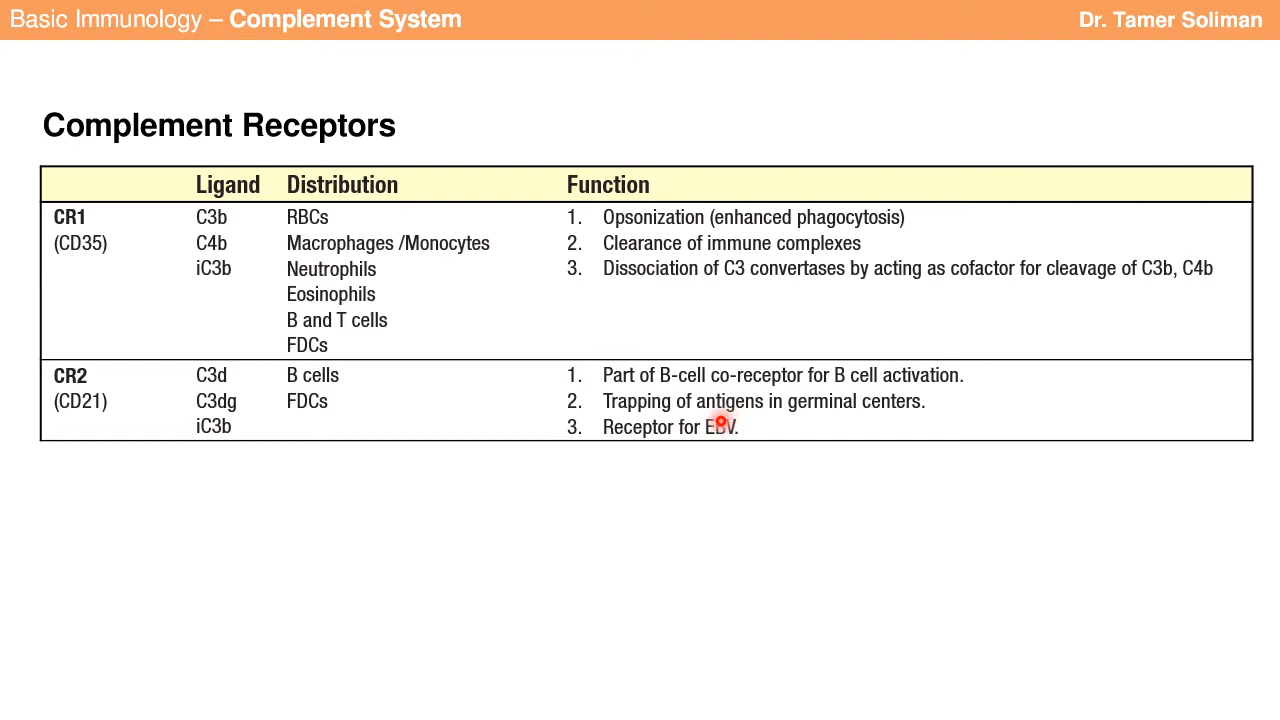 Basic Immunology – Complement System Dr. Tamer Soliman
Complement Receptors
Ligand Distribution Function
CR1 C3b RBCs 1. Opsonization (enhanced phagocytosis)
(CD35) C4b Macrophages /Monocytes 2. Clearance of immune complexes
iC3b Neutrophils 3. Dissociation of C3 convertases by acting as cofactor for cleavage of C3b, C4b
Eosinophils
B and T cells
FDCs
CR2 C3d B cells 1. Part of B-cell co-receptor for B cell activation.
(CD21) C3dg FDCs 2. Trapping of antigens in germinal centers.
iC3b 3. Receptor for EBV.